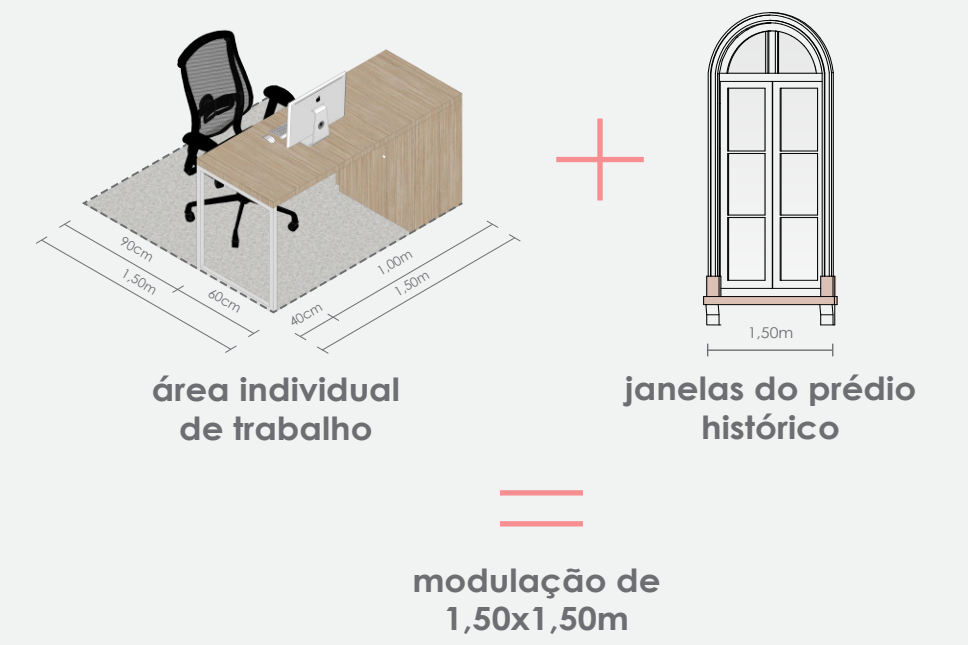 90cm
1,50m
60cm
40cm
1,00m
1,50m
1,50m
área individual
de trabalho
janelas do prédio
histórico
modulação de
1,50x1,50m